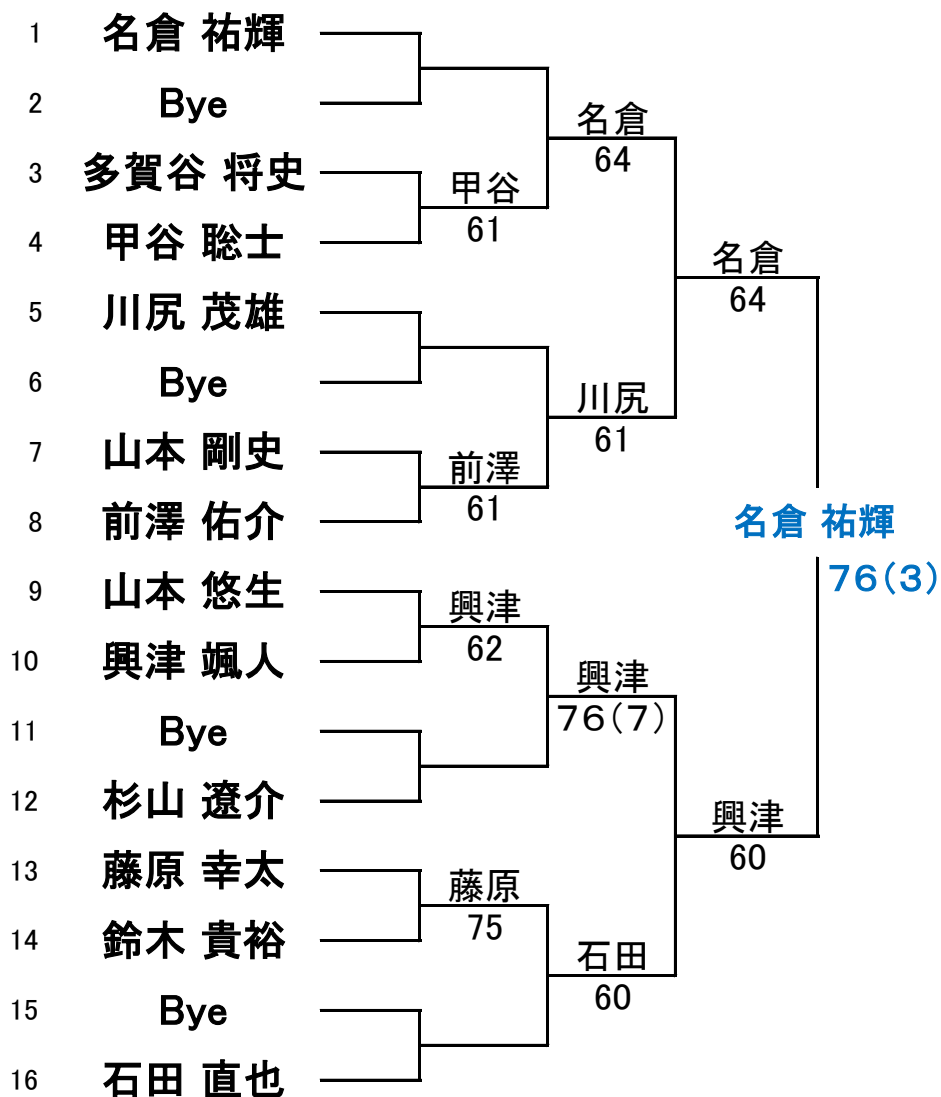 1 名倉 祐輝
2 Bye
3 多賀谷 将史
4 甲谷 聡士
5 川尻 茂雄
6 Bye
7 山本 剛史
8 前澤 佑介
9 山本 悠生
10 興津 颯人
11 Bye
12 杉山 遼介
13 藤原 幸太
14 鈴木 貴裕
15 Bye
16 石田 直也
甲谷
61
前澤
61
興津
62
藤原
75
名倉
64
川尻
61
興津
76(7)
石田
60
名倉
64
興津
60
名倉 祐輝
76(3)